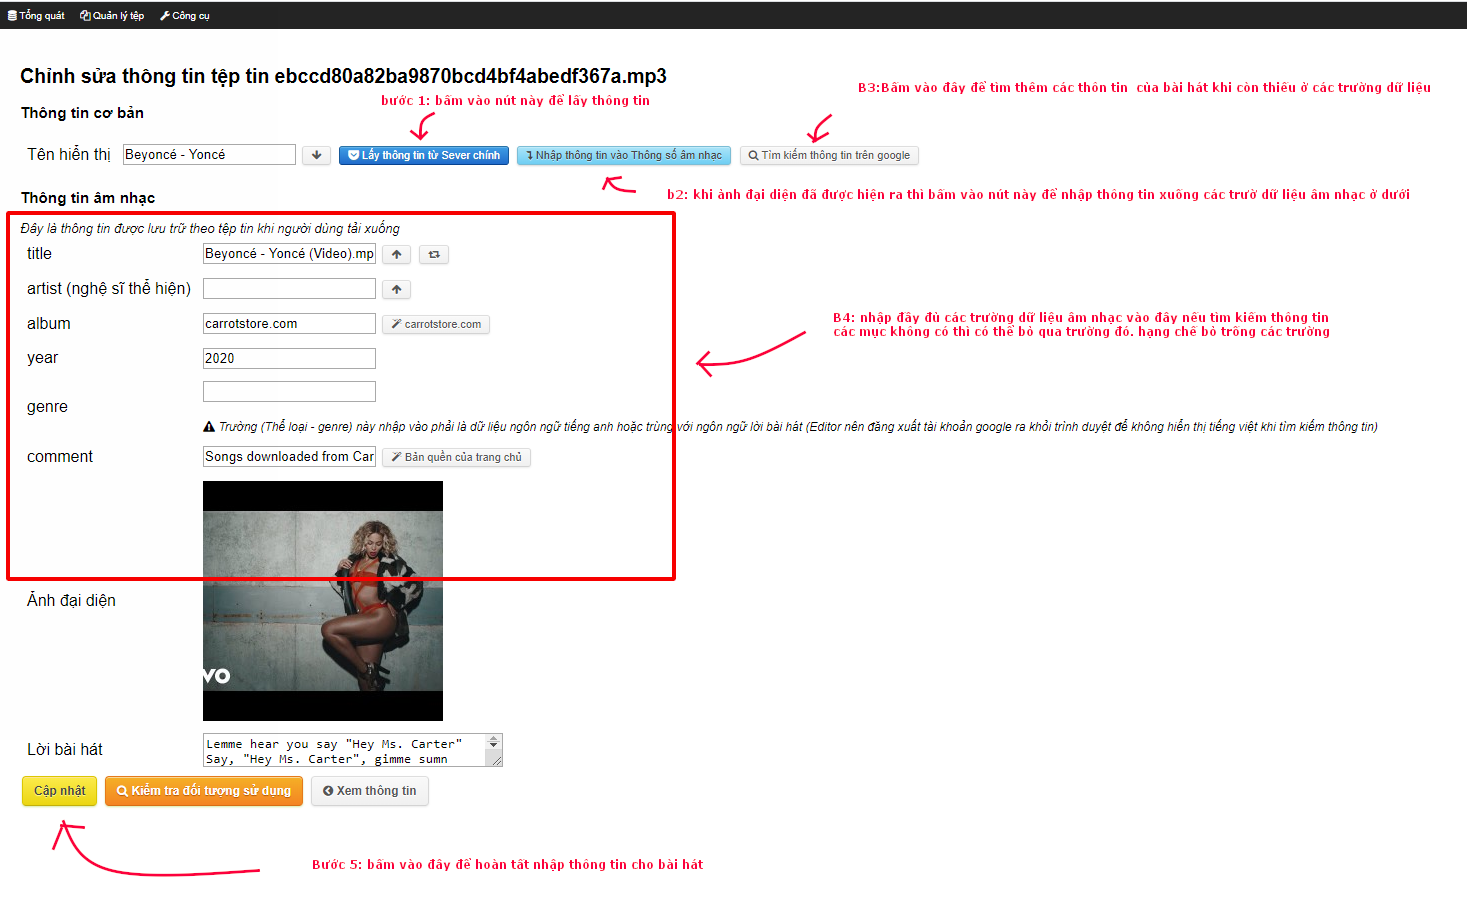 Tổng quát Quản lý tệp Công cụ
Chỉnh sửa thông tin tệp tin ebccd80a82ba9870bcd4bf4abedf367a.mp3
B3:Bấm vào đây để tìm thêm các thôn tin của bài hát khi còn thiếu ở các trường dữ liệu
bước 1: bấm vào nút này để lấy thông tin
Thông tin cơ bản
Tên hiển thị Beyoncé - Yoncé Lấy thông tin từ Sever chính Nhập thông tin vào Thông số âm nhạc Tìm kiếm thông tin trên google
b2: khi ảnh đại diện đã được hiện ra thì bấm vào nút này để nhập thông tin xuống các trườ dữ liệu âm nhạc ở dưới
Thông tin âm nhạc
Đây là thông tin được lưu trữ theo tệp tin khi người dùng tải xuống
title Beyoncé - Yoncé (Video).mp
artist (nghệ sĩ thể hiện)
album carrotstore.com carrotstore.com
B4: nhập đây đủ các trường dữ liệu âm nhạc vào đây nếu tìm kiếm thông tin
các mục không có thì có thể bỏ qua trường đó. hạng chế bỏ trống các trường
year 2020
genre
Trường (Thể loại - genre) này nhập vào phải là dữ liệu ngôn ngữ tiếng anh hoặc trùng với ngôn ngữ lời bài hát (Editor nên đăng xuất tài khoản google ra khỏi trình duyệt để không hiển thị tiếng việt khi tìm kiếm thông tin)
comment Songs downloaded from Car Bản quền của trang chủ
vo
Ảnh đại diện
Lời bài hát Lemme hear you say "Hey Ms. Carter"
Say, "Hey Ms. Carter", gimme sumn
Cập nhật Kiểm tra đối tượng sử dụng Xem thông tin
Bước 5: bấm vào đây để hoàn tất nhập thông tin cho bài hát